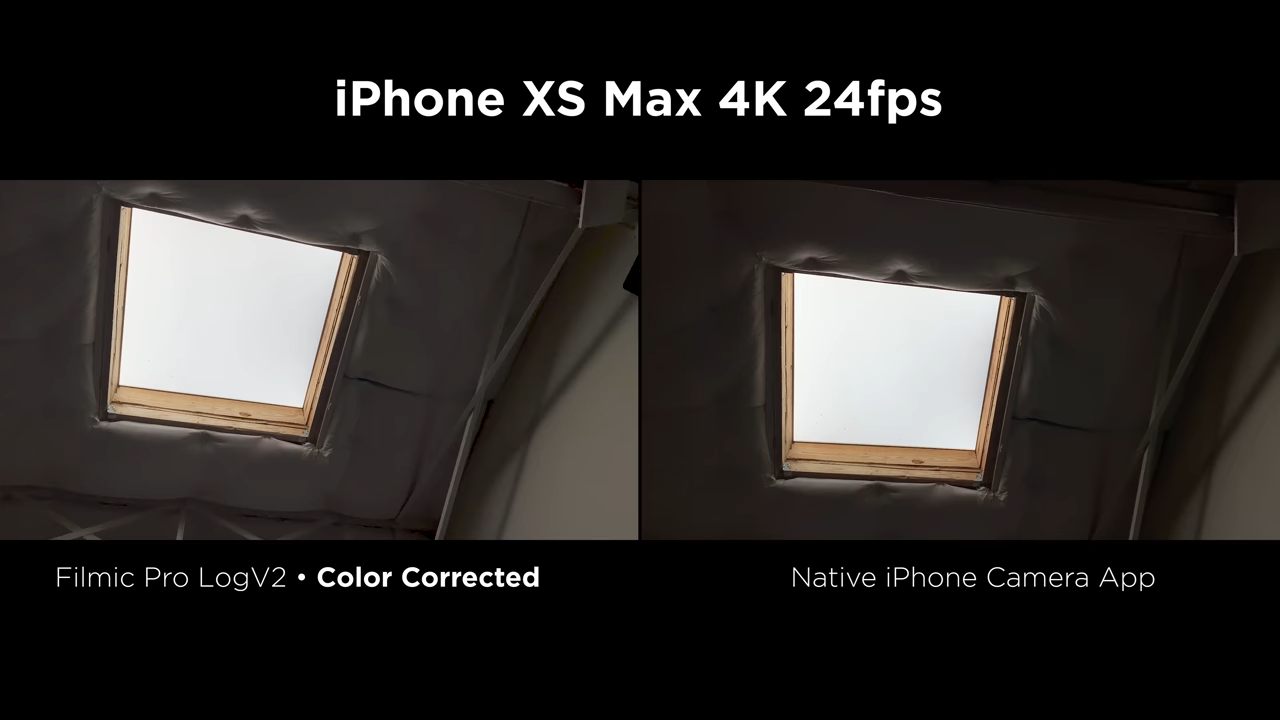 iPhone XS Max 4K 24fps
Filmic Pro LogV2 • Color Corrected
Native iPhone Camera App